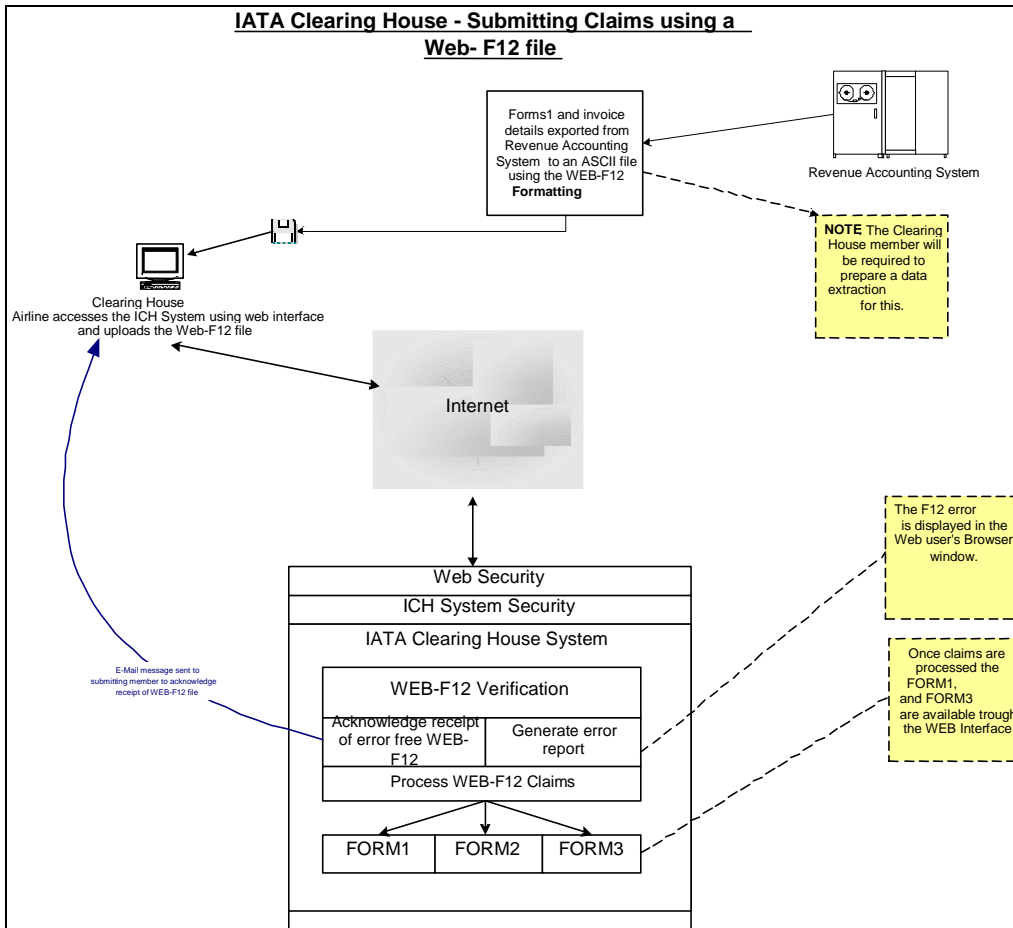 IATA Clearing House - Submitting Claims using a
Web- F12 file
Forms1 and invoice
details exported from
Revenue Accounting
System to an ASCII file
using the WEB-F12
Formatting
Revenue Accounting System
NOTE The Clearing
House member will
be required to
prepare a data
extraction
for this.
Clearing House
Airline accesses the ICH System using web interface
and uploads the Web-F12 file
Internet
The F12 error
is displayed in the
Web user's Browser
window.
Web Security
ICH System Security
IATA Clearing House System
Once claims are
processed the
FORM1,
and FORM3
are available trough
the WEB Interface
E-Mail message sent to
submitting member to acknowledge
receipt of WEB-F12 file
WEB-F12 Verification
Acknowledge receipt
of error free WEB-
F12
Generate error
report
Process WEB-F12 Claims
FORM1
FORM2
FORM3